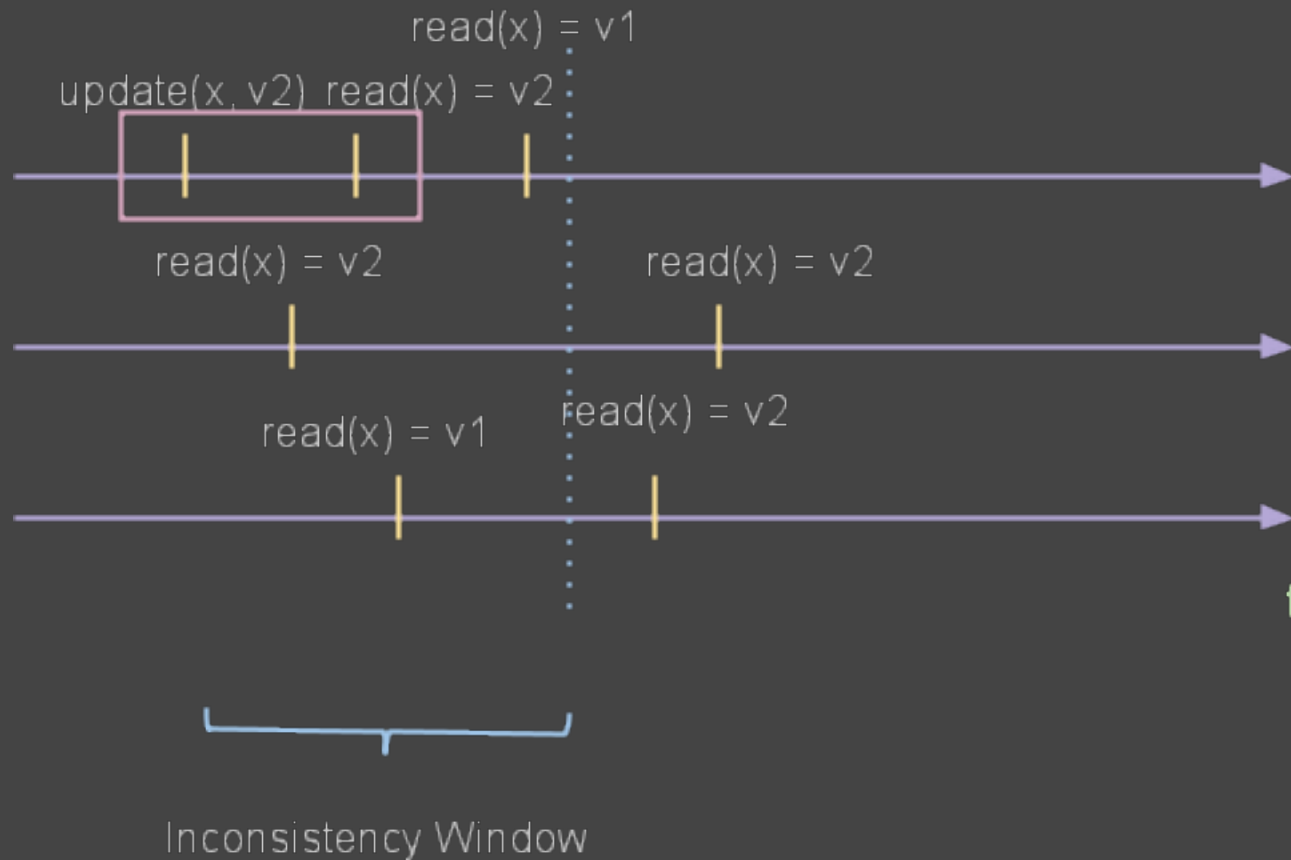 read(x) = v1
update(x, v2) read(x) = v2
read(x) = v2 read(x) = v2
read(x) = v1 read(x) = v2
Inconsistency Window